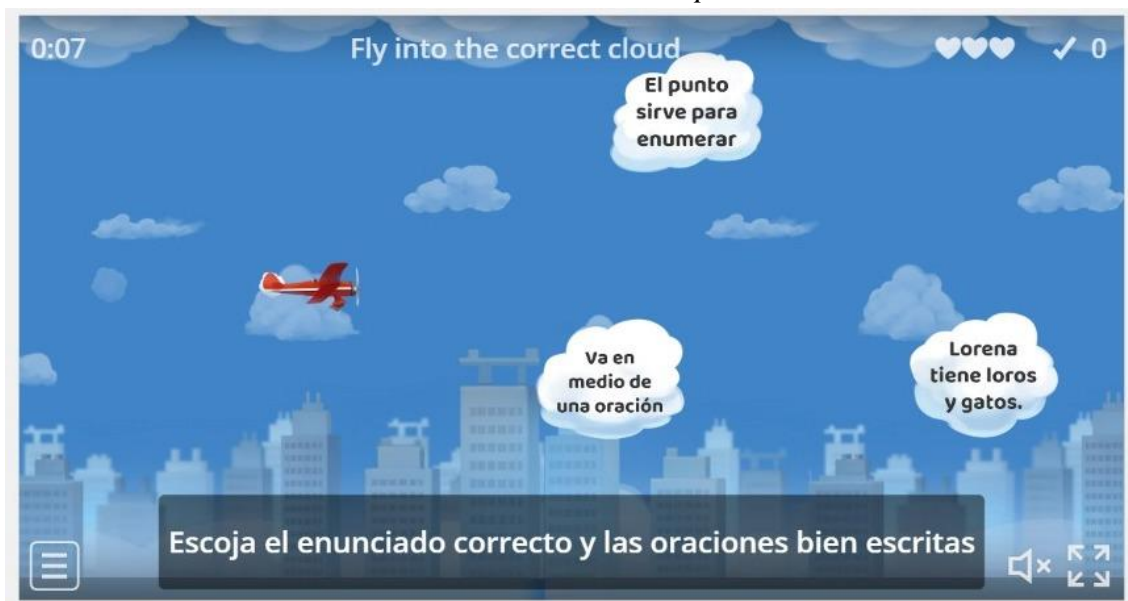 0:07
Fly into the correct cloud
✓ 0
El punto
sirve para
enumerar
Va en
medio de
una oración
Lorena
tiene loros
y gatos.
Escoja el enunciado correcto y las oraciones bien escritas